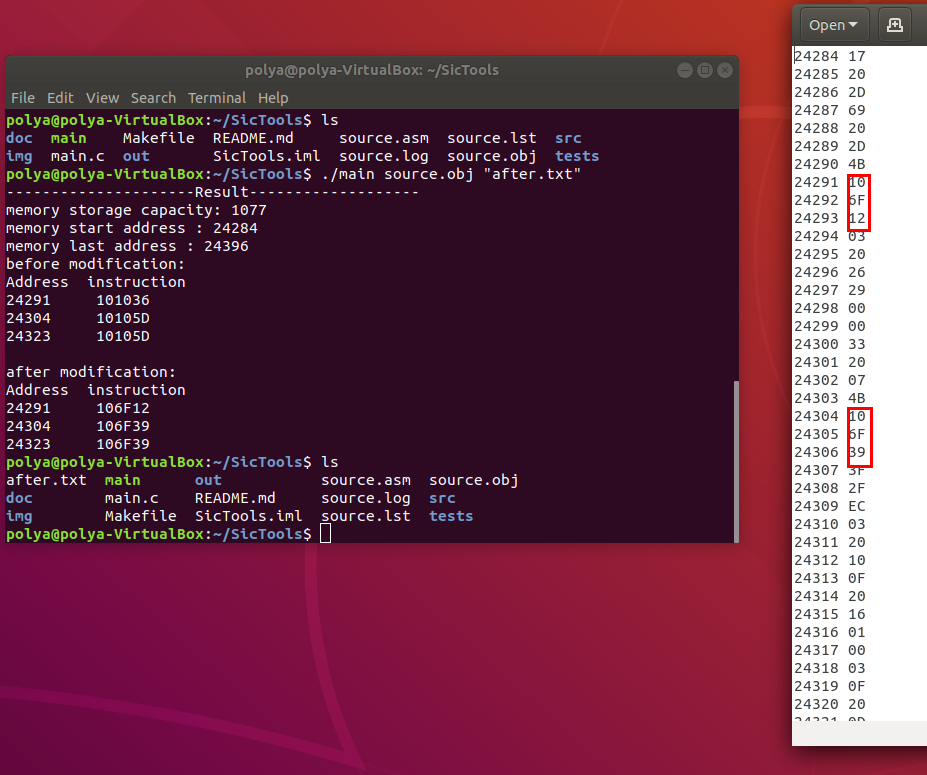 polya@polya-VirtualBox: ~/SicTools
File Edit View Search Terminal Help
polya@polya-VirtualBox:~/SicTools$ ls
doc main Makefile README.md source.asm source.lst src
img main.c out SicTools.iml source.log source.obj tests
polya@polya-VirtualBox:~/SicTools$ ./main source.obj "after.txt"
---------------------Result-------------------
memory storage capacity: 1077
memory start address : 24284
memory last address : 24396
before modification:
Address instruction
24291 101036
24304 10105D
24323 10105D
after modification:
Address instruction
24291 106F12
24304 106F39
24323 106F39
polya@polya-VirtualBox:~/SicTools$ ls
after.txt main out source.asm source.obj
doc main.c README.md source.log src
img Makefile SicTools.iml source.lst tests
polya@polya-VirtualBox:~/SicTools$
Open
24284 17
24285 20
24286 2D
24287 69
24288 20
24289 2D
24290 4B
24291 10
24292 6F
24293 12
24294 03
24295 20
24296 26
24297 29
24298 00
24299 00
24300 33
24301 20
24302 07
24303 4B
24304 10
24305 6F
24306 39
24307 3F
24308 2F
24309 EC
24310 03
24311 20
24312 10
24313 0F
24314 20
24315 16
24316 01
24317 00
24318 03
24319 0F
24320 20
24321 0D